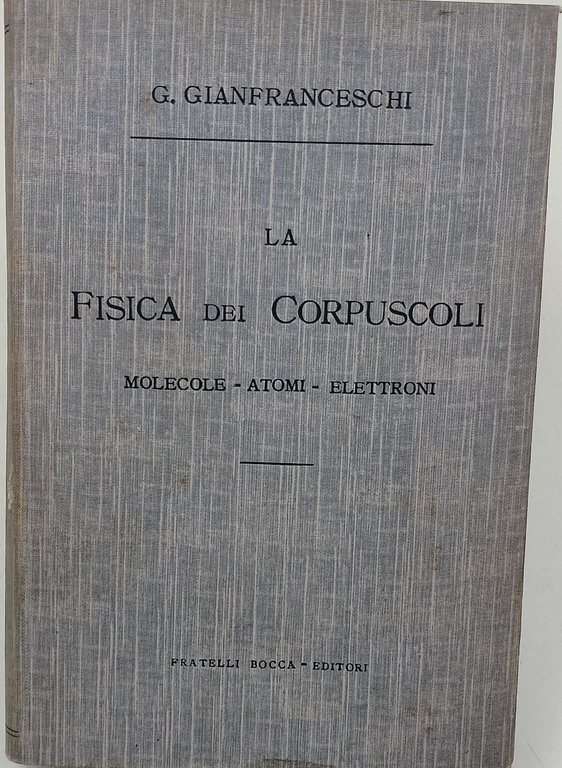 G. GIANFRANCESCHI
LA
FISICA DEI CORPUSCOLI
MOLECOLE - ATOMI - ELETTRONI
FRATELLI BOCCA - EDITORI